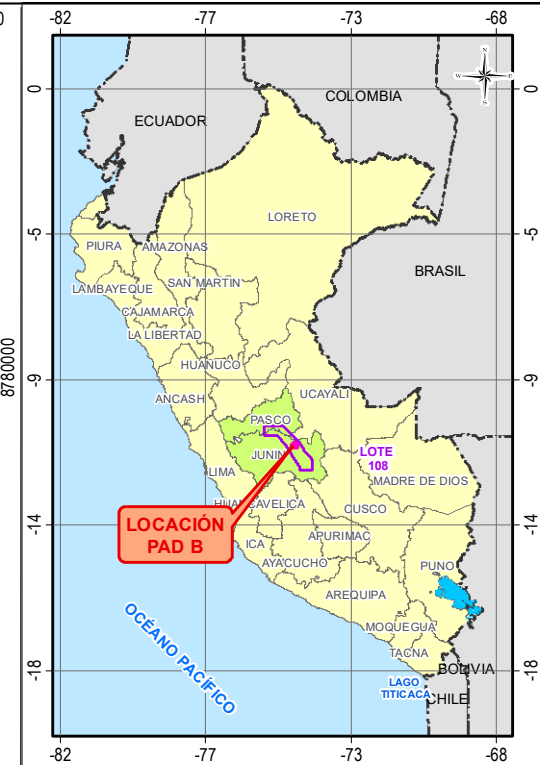 0
-82
-77
-73
-68
N
W
E
S
0
0
COLOMBIA
ECUADOR
LORETO
-5
-5
PIURA
AMAZONAS
BRASIL
SAN MARTIN
LAMBAYEQUE
CAJAMARCA
LA LIBERTAD
8780000
HUANUCO
-9
-9
UCAYALI
ANCASH
PASCO
JUNIN
LOTE
108
LIMA
MADRE DE DIOS
HUANCAVELICA
CUSCO
LOCACIÓN
PAD B
-14
-14
APURIMAC
ICA
AYACUCHO
PUNO
AREQUIPA
OCÉANO PACÍFICO
MOQUEGUA
TACNA
BOLIVIA
-18
-18
LAGO
TITICACA
CHILE
-82
-77
-73
-68